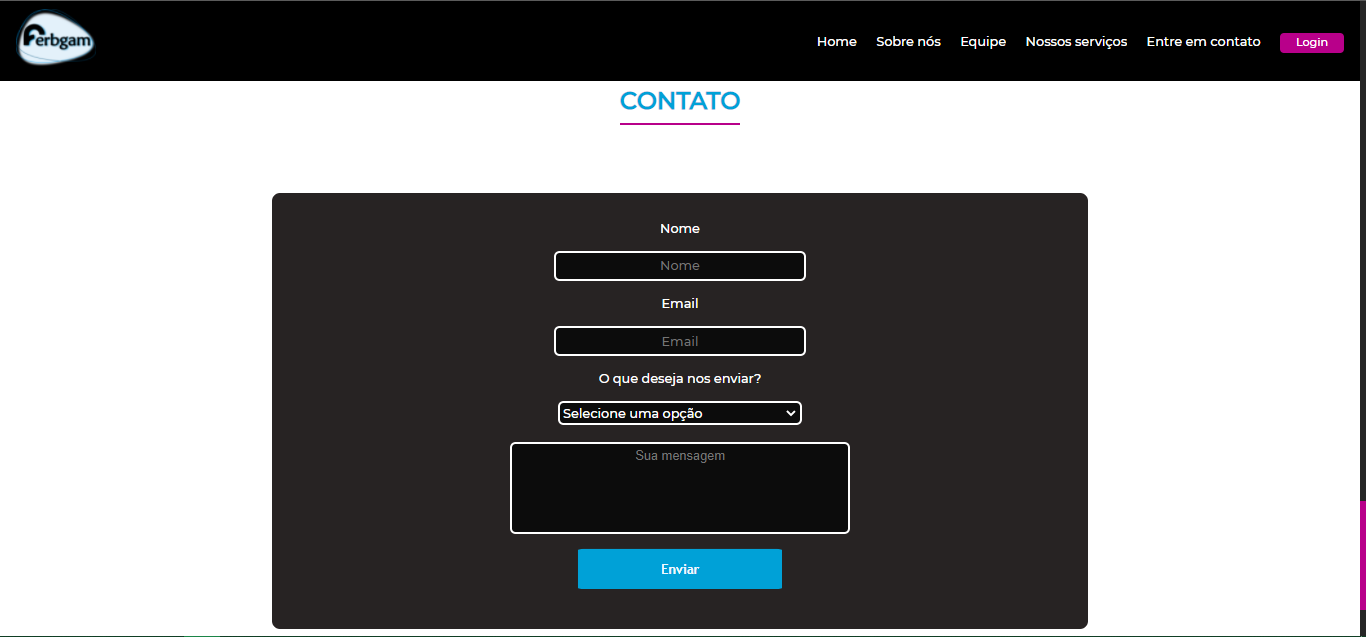 Ferbgam
Home Sobre nós Equipe Nossos serviços Entre em contato Login
CONTATO
Nome
Nome
Email
Email
O que deseja nos enviar?
Selecione uma opção
Sua mensagem
Enviar